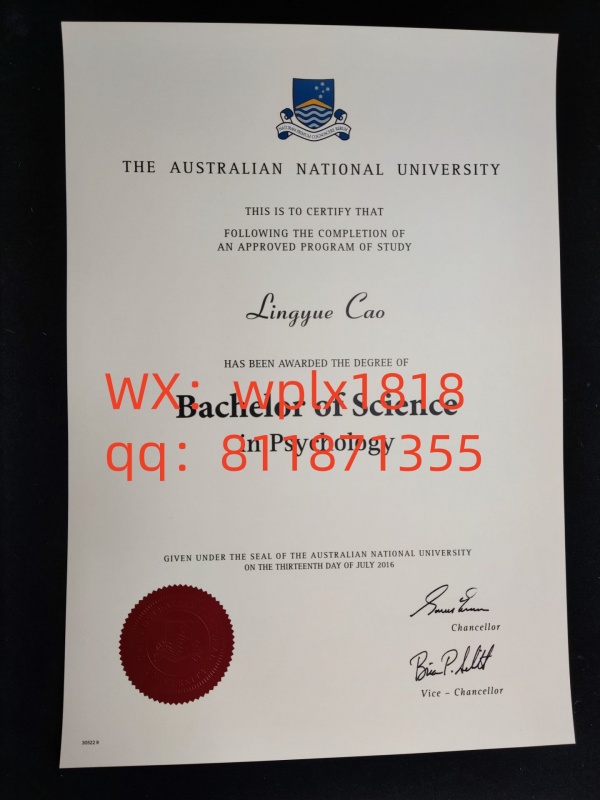 THE AUSTRALIAN NATIONAL UNIVERSITY
THIS IS TO CERTIFY THAT
FOLLOWING THE COMPLETION OF
AN APPROVED PROGRAM OF STUDY
Lingyue Cao
HAS BEEN AWARDED THE DEGREE OF
WX：wplx1818
Bachelor of Science
in Psychology
qq：811871355
GIVEN UNDER THE SEAL OF THE AUSTRALIAN NATIONAL UNIVERSITY
ON THE THIRTEENTH DAY OF JULY 2016
Chancellor
Vice – Chancellor